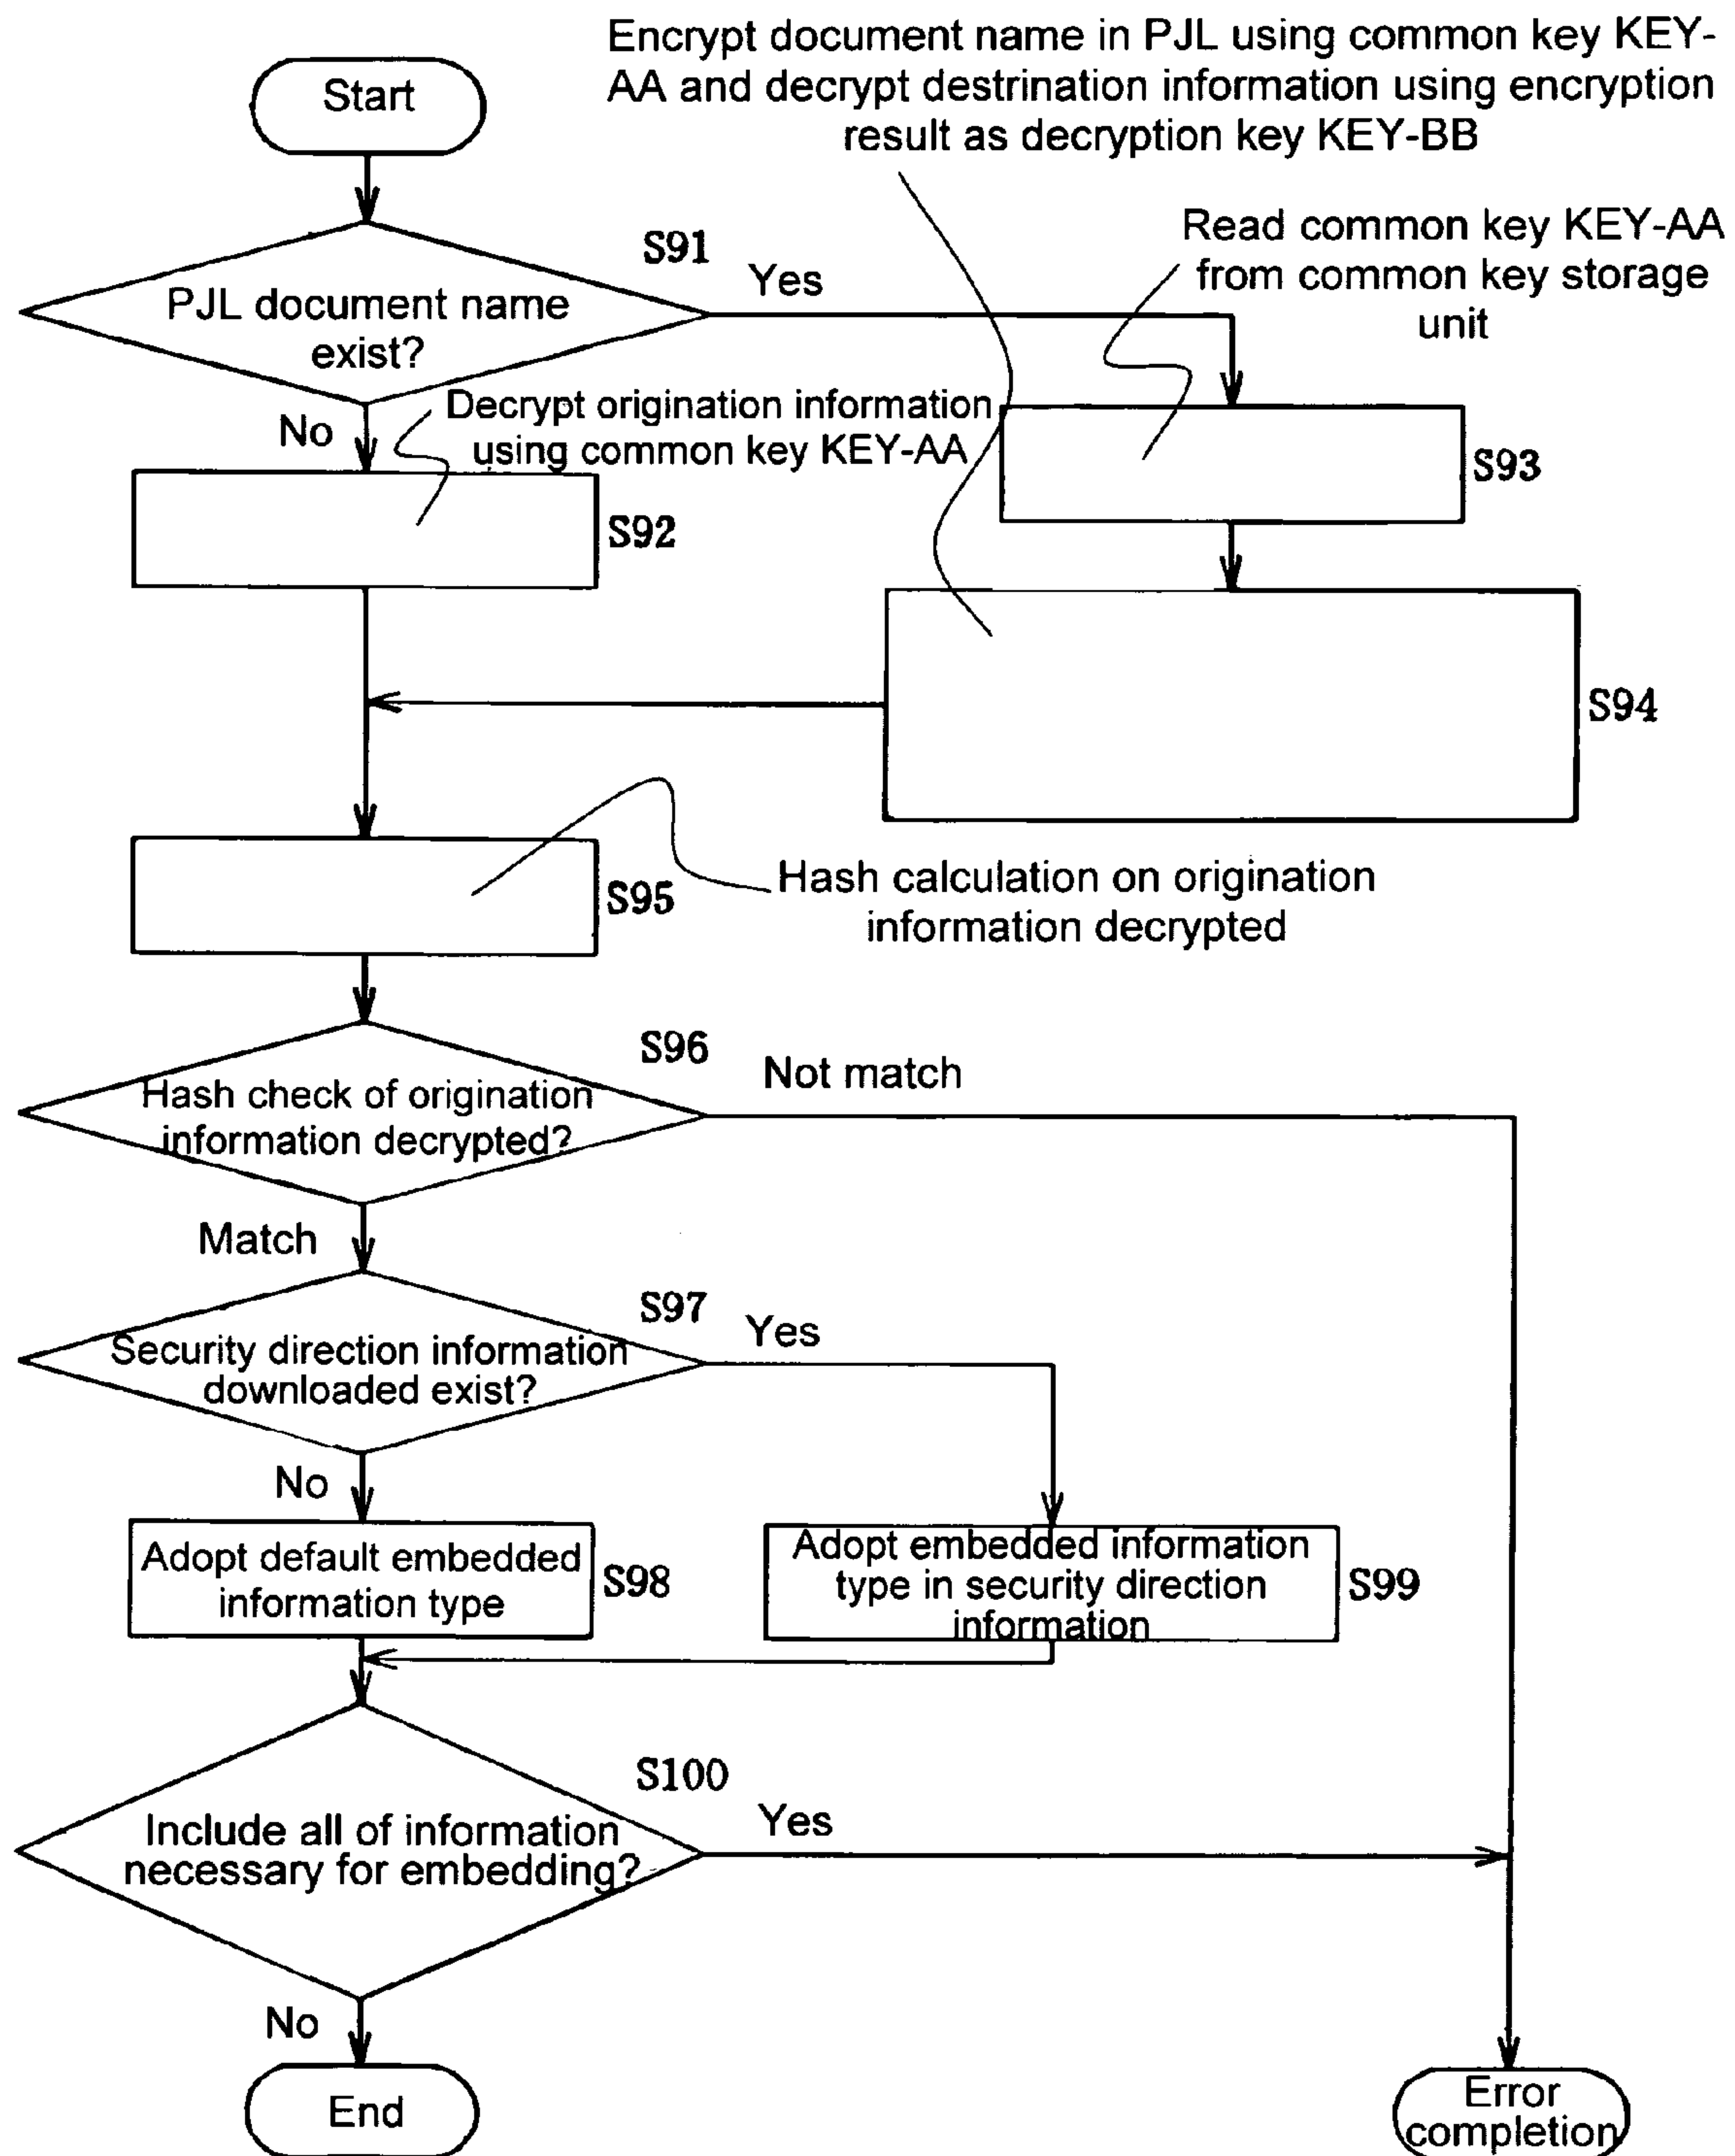 Encrypt document name in PJL using common key KEY-
AA and decrypt destrination information using encryption
result as decryption key KEY-BB
Start
Read common key KEY-AA
from common key storage
unit
S91
Yes
PJL document name
exist?
Decrypt origination information
using common key KEY-AA
No
S93
S92
S94
S95
Hash calculation on origination
information decrypted
S96
Not match
Hash check of origination
information decrypted?
Match
S97
Yes
Security direction information
downloaded exist?
No
Adopt default embedded
information type
S98
Adopt embedded information
type in security direction
information
S99
S100
Yes
Include all of information
necessary for embedding?
No
End
Error
completion